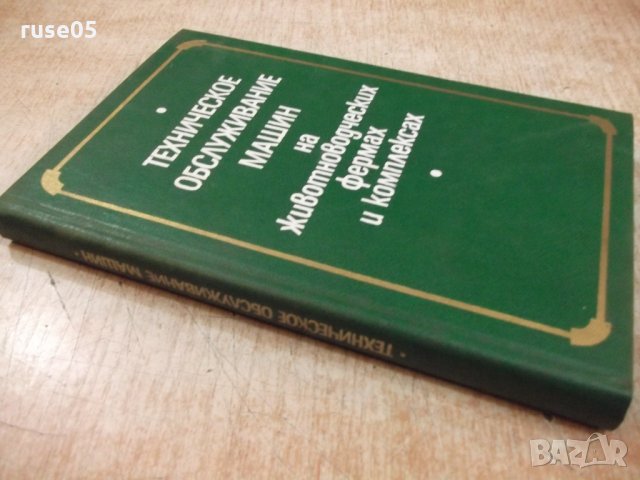 ruse05
ТЕХНИЧЕСКОЕ
ОБСЛУЖИВАНИЕ
МАШИН
на
животноводческих
фермах
и комплексах
• ТЕХНИЧЕСКОЕ ОБСЛУЖИВАНИЕ МАШИН •
BAZAR